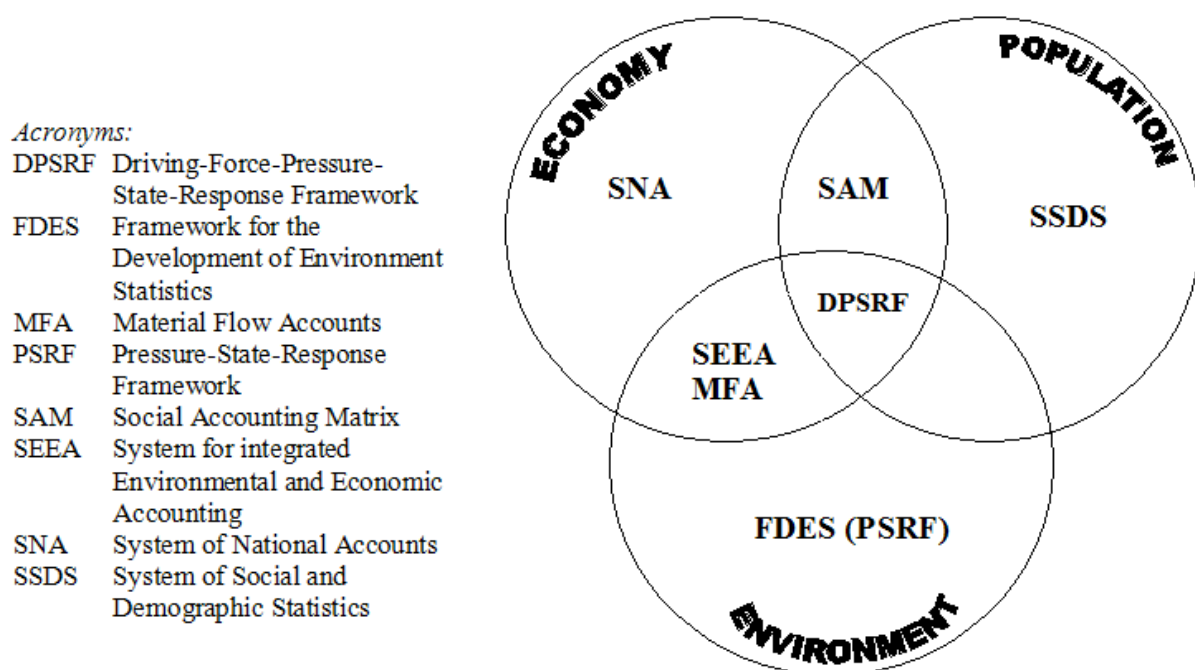 Acronyms:
DPSRF Driving-Force-Pressure-
State-Response Framework
FDES Framework for the
Development of Environment
Statistics
MFA Material Flow Accounts
PSRF Pressure-State-Response
Framework
SAM Social Accounting Matrix
SEEA System for integrated
Environmental and Economic
Accounting
SNA System of National Accounts
SSDS System of Social and
Demographic Statistics
ECONOMY
POPULATION
SNA
SAM
SSDS
DPSRF
SEEA
MFA
FDES (PSRF)
ENVIRONMENT